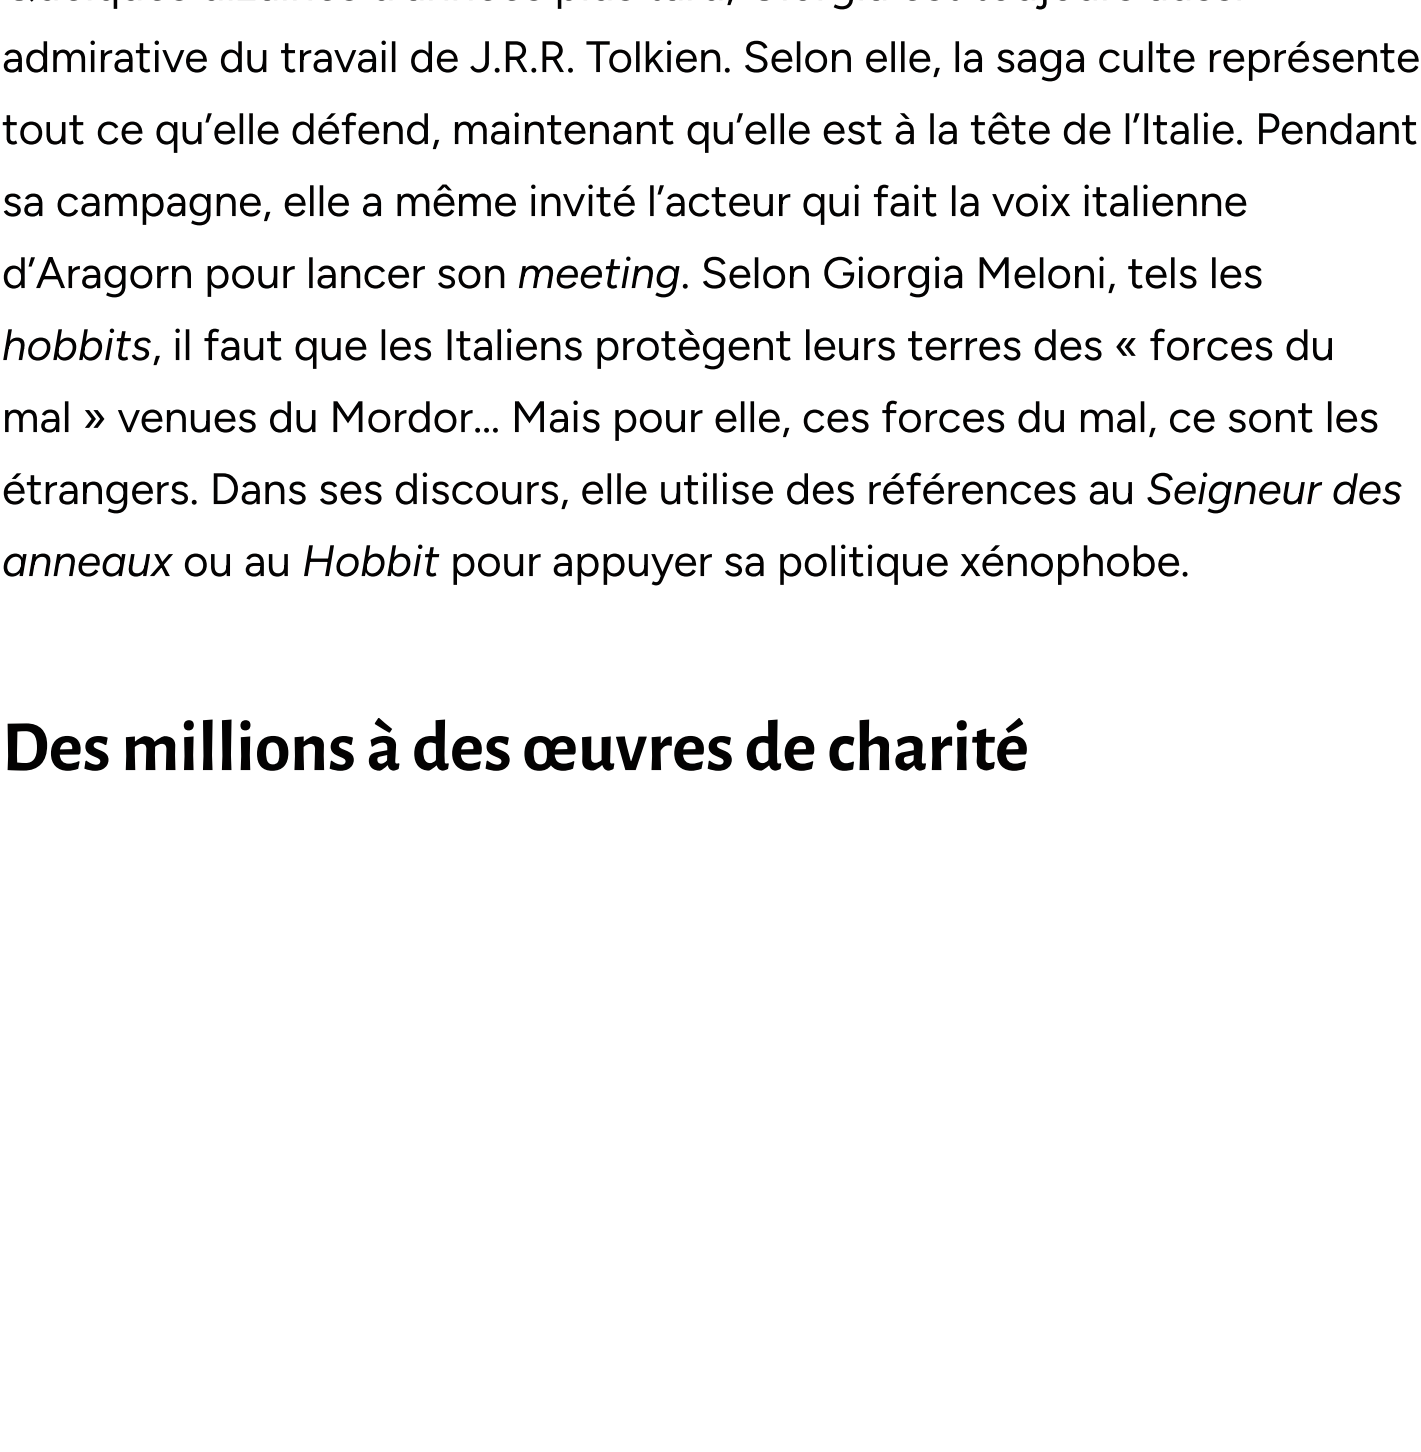 admirative du travail de J.R.R. Tolkien. Selon elle, la saga culte représente
tout ce qu’elle défend, maintenant qu’elle est à la tête de l’Italie. Pendant
sa campagne, elle a même invité l’acteur qui fait la voix italienne
d’Aragorn pour lancer son meeting. Selon Giorgia Meloni, tels les
hobbits, il faut que les Italiens protègent leurs terres des « forces du
mal » venues du Mordor… Mais pour elle, ces forces du mal, ce sont les
étrangers. Dans ses discours, elle utilise des références au Seigneur des
anneaux ou au Hobbit pour appuyer sa politique xénophobe.
Des millions à des œuvres de charité